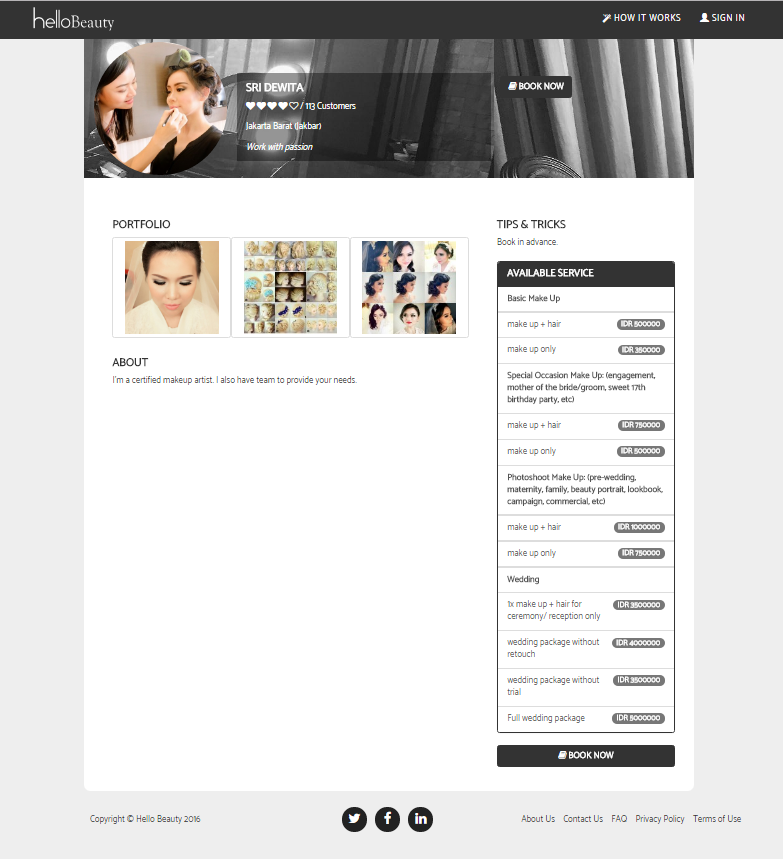 helloBeauty
HOW IT WORKS
SIGN IN
SRI DEWITA
/ 113 Customers
Jakarta Barat (Jakbar)
Work with passion
BOOK NOW
PORTFOLIO
ABOUT
I'm a certified makeup artist. I also have team to provide your needs.
TIPS & TRICKS
Book in advance.
AVAILABLE SERVICE
Basic Make Up
make up + hair IDR 500000
make up only IDR 350000
Special Occasion Make Up: (engagement,
mother of the bride/groom, sweet 17th
birthday party, etc)
make up + hair IDR 750000
make up only IDR 500000
Photoshoot Make Up: (pre-wedding,
maternity, family, beauty portrait, lookbook,
campaign, commercial, etc)
make up + hair IDR 1000000
make up only IDR 750000
Wedding
1x make up + hair for IDR 3500000
ceremony/ reception only
wedding package without IDR 4000000
retouch
wedding package without IDR 3500000
trial
Full wedding package IDR 5000000
BOOK NOW
Copyright © Hello Beauty 2016
About Us Contact Us FAQ Privacy Policy Terms of Use